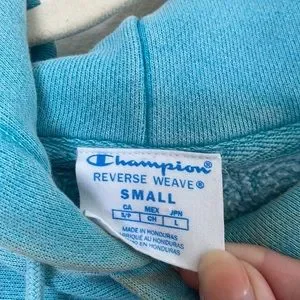 Champion
REVERSE WEAVE®
SMALL
CA MEX JPN
S/P CH L
MADE IN HONDURAS
FABRIQUÉ AU HONDURAS
HECHO EN HONDURAS